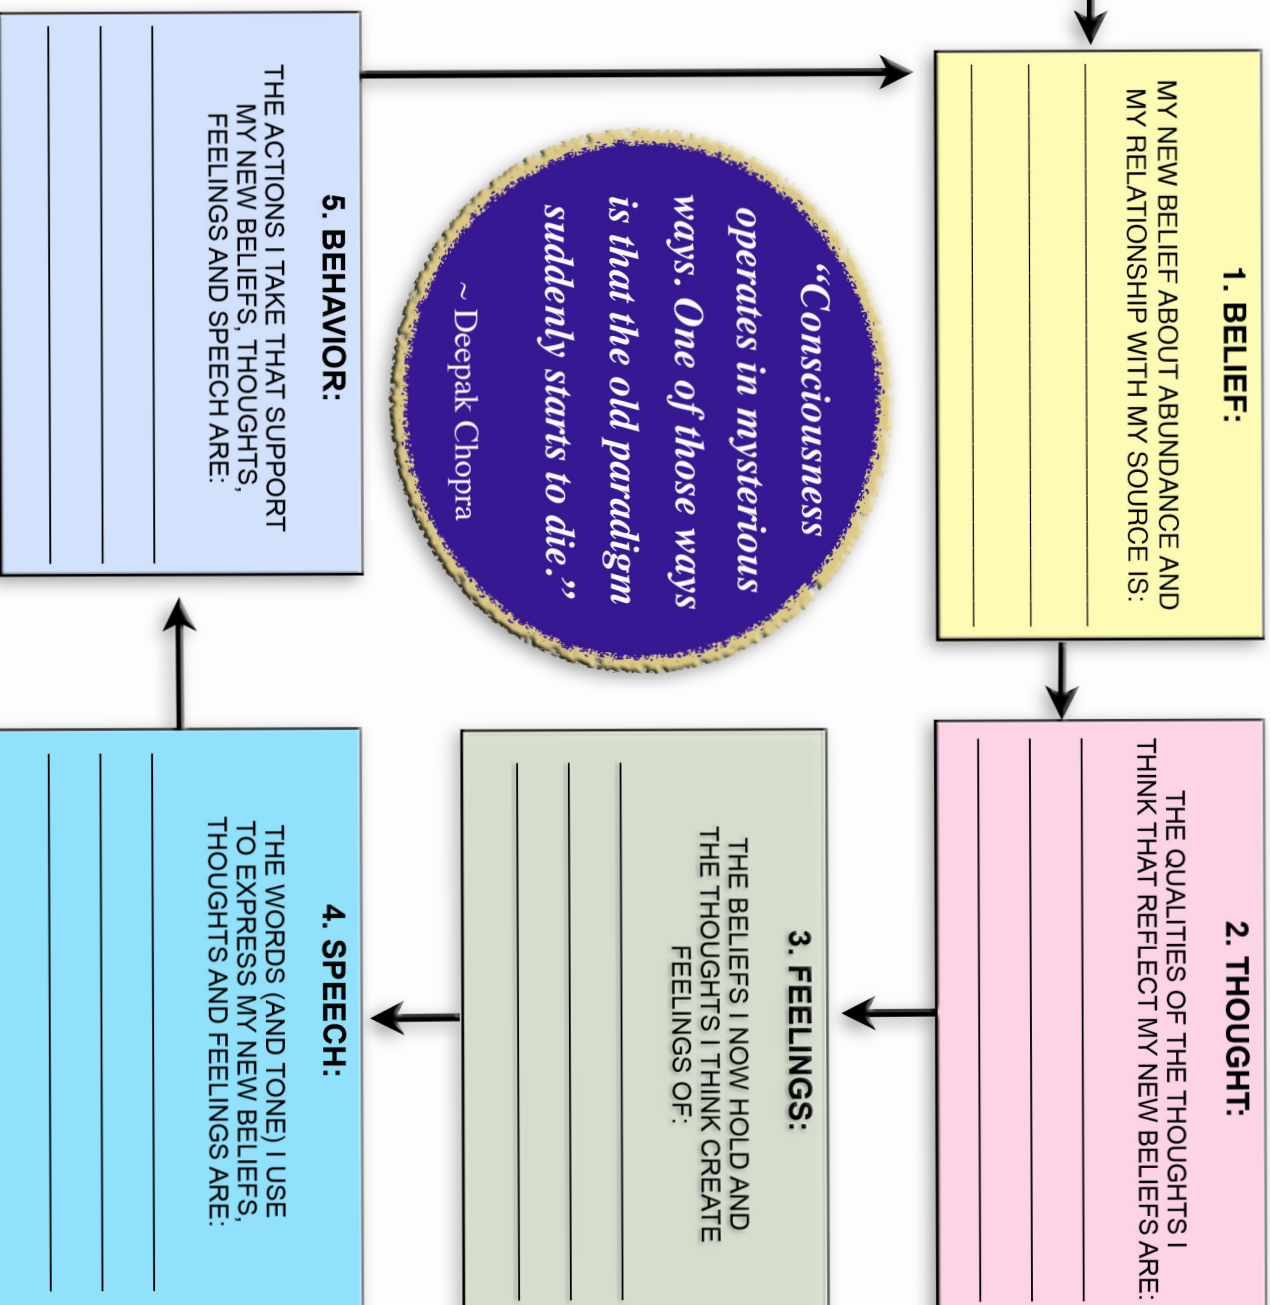 1. BELIEF:
MY NEW BELIEF ABOUT ABUNDANCE AND
MY RELATIONSHIP WITH MY SOURCE IS:
2. THOUGHT:
THE QUALITIES OF THE THOUGHTS I
THINK THAT REFLECT MY NEW BELIEFS ARE:
3. FEELINGS:
THE BELIEFS I NOW HOLD AND
THE THOUGHTS I THINK CREATE
FEELINGS OF:
4. SPEECH:
THE WORDS (AND TONE) I USE
TO EXPRESS MY NEW BELIEFS,
THOUGHTS AND FEELINGS ARE:
5. BEHAVIOR:
THE ACTIONS I TAKE THAT SUPPORT
MY NEW BELIEFS, THOUGHTS,
FEELINGS AND SPEECH ARE:
“Consciousness
operates in mysterious
ways. One of those ways
is that the old paradigm
suddenly starts to die.”
~ Deepak Chopra